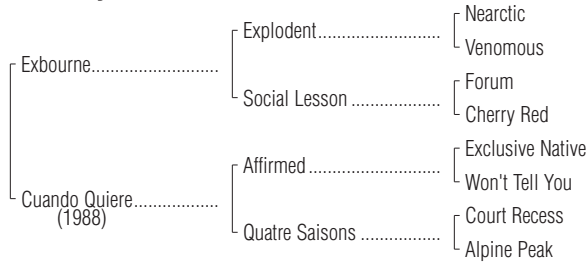 Nearctic
Explodent
Venomous
Exbourne
Forum
Social Lesson
Cherry Red
Exclusive Native
Affirmed
Won't Tell You
Cuando Quiere
(1988)
Court Recess
Quatre Saisons
Alpine Peak